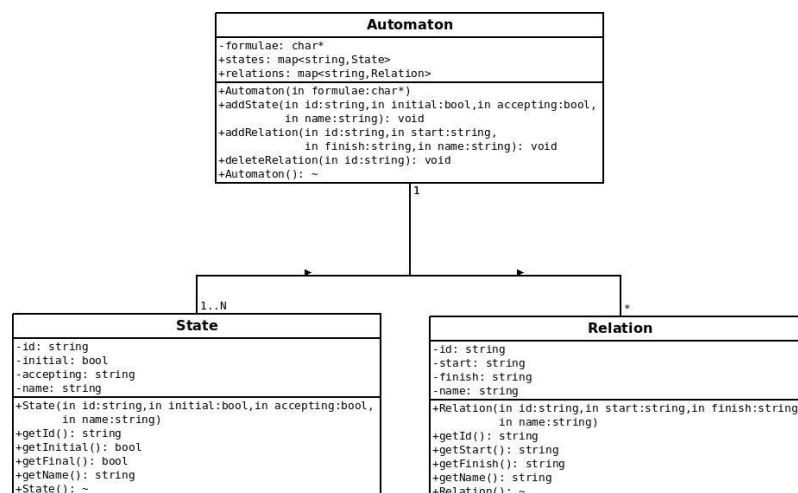 Automaton
-formulae: char*
+states: map<string,State>
+relations: map<string,Relation>
+Automaton(in formulae:char*)
+addState(in id:string,in initial:bool,in accepting:bool,
in name:string): void
+addRelation(in id:string,in start:string,
in finish:string,in name:string): void
+deleteRelation(in id:string): void
+Automaton(): ~
1
1..N
*
State
-id: string
-initial: bool
-accepting: string
-name: string
+State(in id:string,in initial:bool,in accepting:bool,
in name:string)
+getId(): string
+getInitial(): bool
+getFinal(): bool
+getName(): string
+State(): ~
Relation
-id: string
-start: string
-finish: string
-name: string
+Relation(in id:string,in start:string,in finish:string
in name:string)
+getId(): string
+getStart(): string
+getFinish(): string
+getName(): string
+Relation(): ~